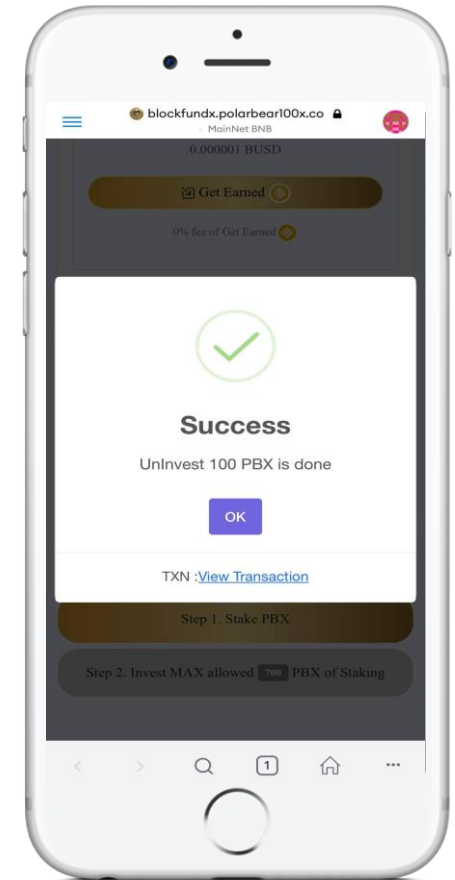 blockfundx.polarbear100x.co
MainNet BNB
0.000001 BUSD
Get Earned
0% fee of Get Earned
Success
UnInvest 100 PBX is done
OK
TXN :View Transaction
Step 1. Stake PBX
Step 2. Invest MAX allowed 700 PBX of Staking
1